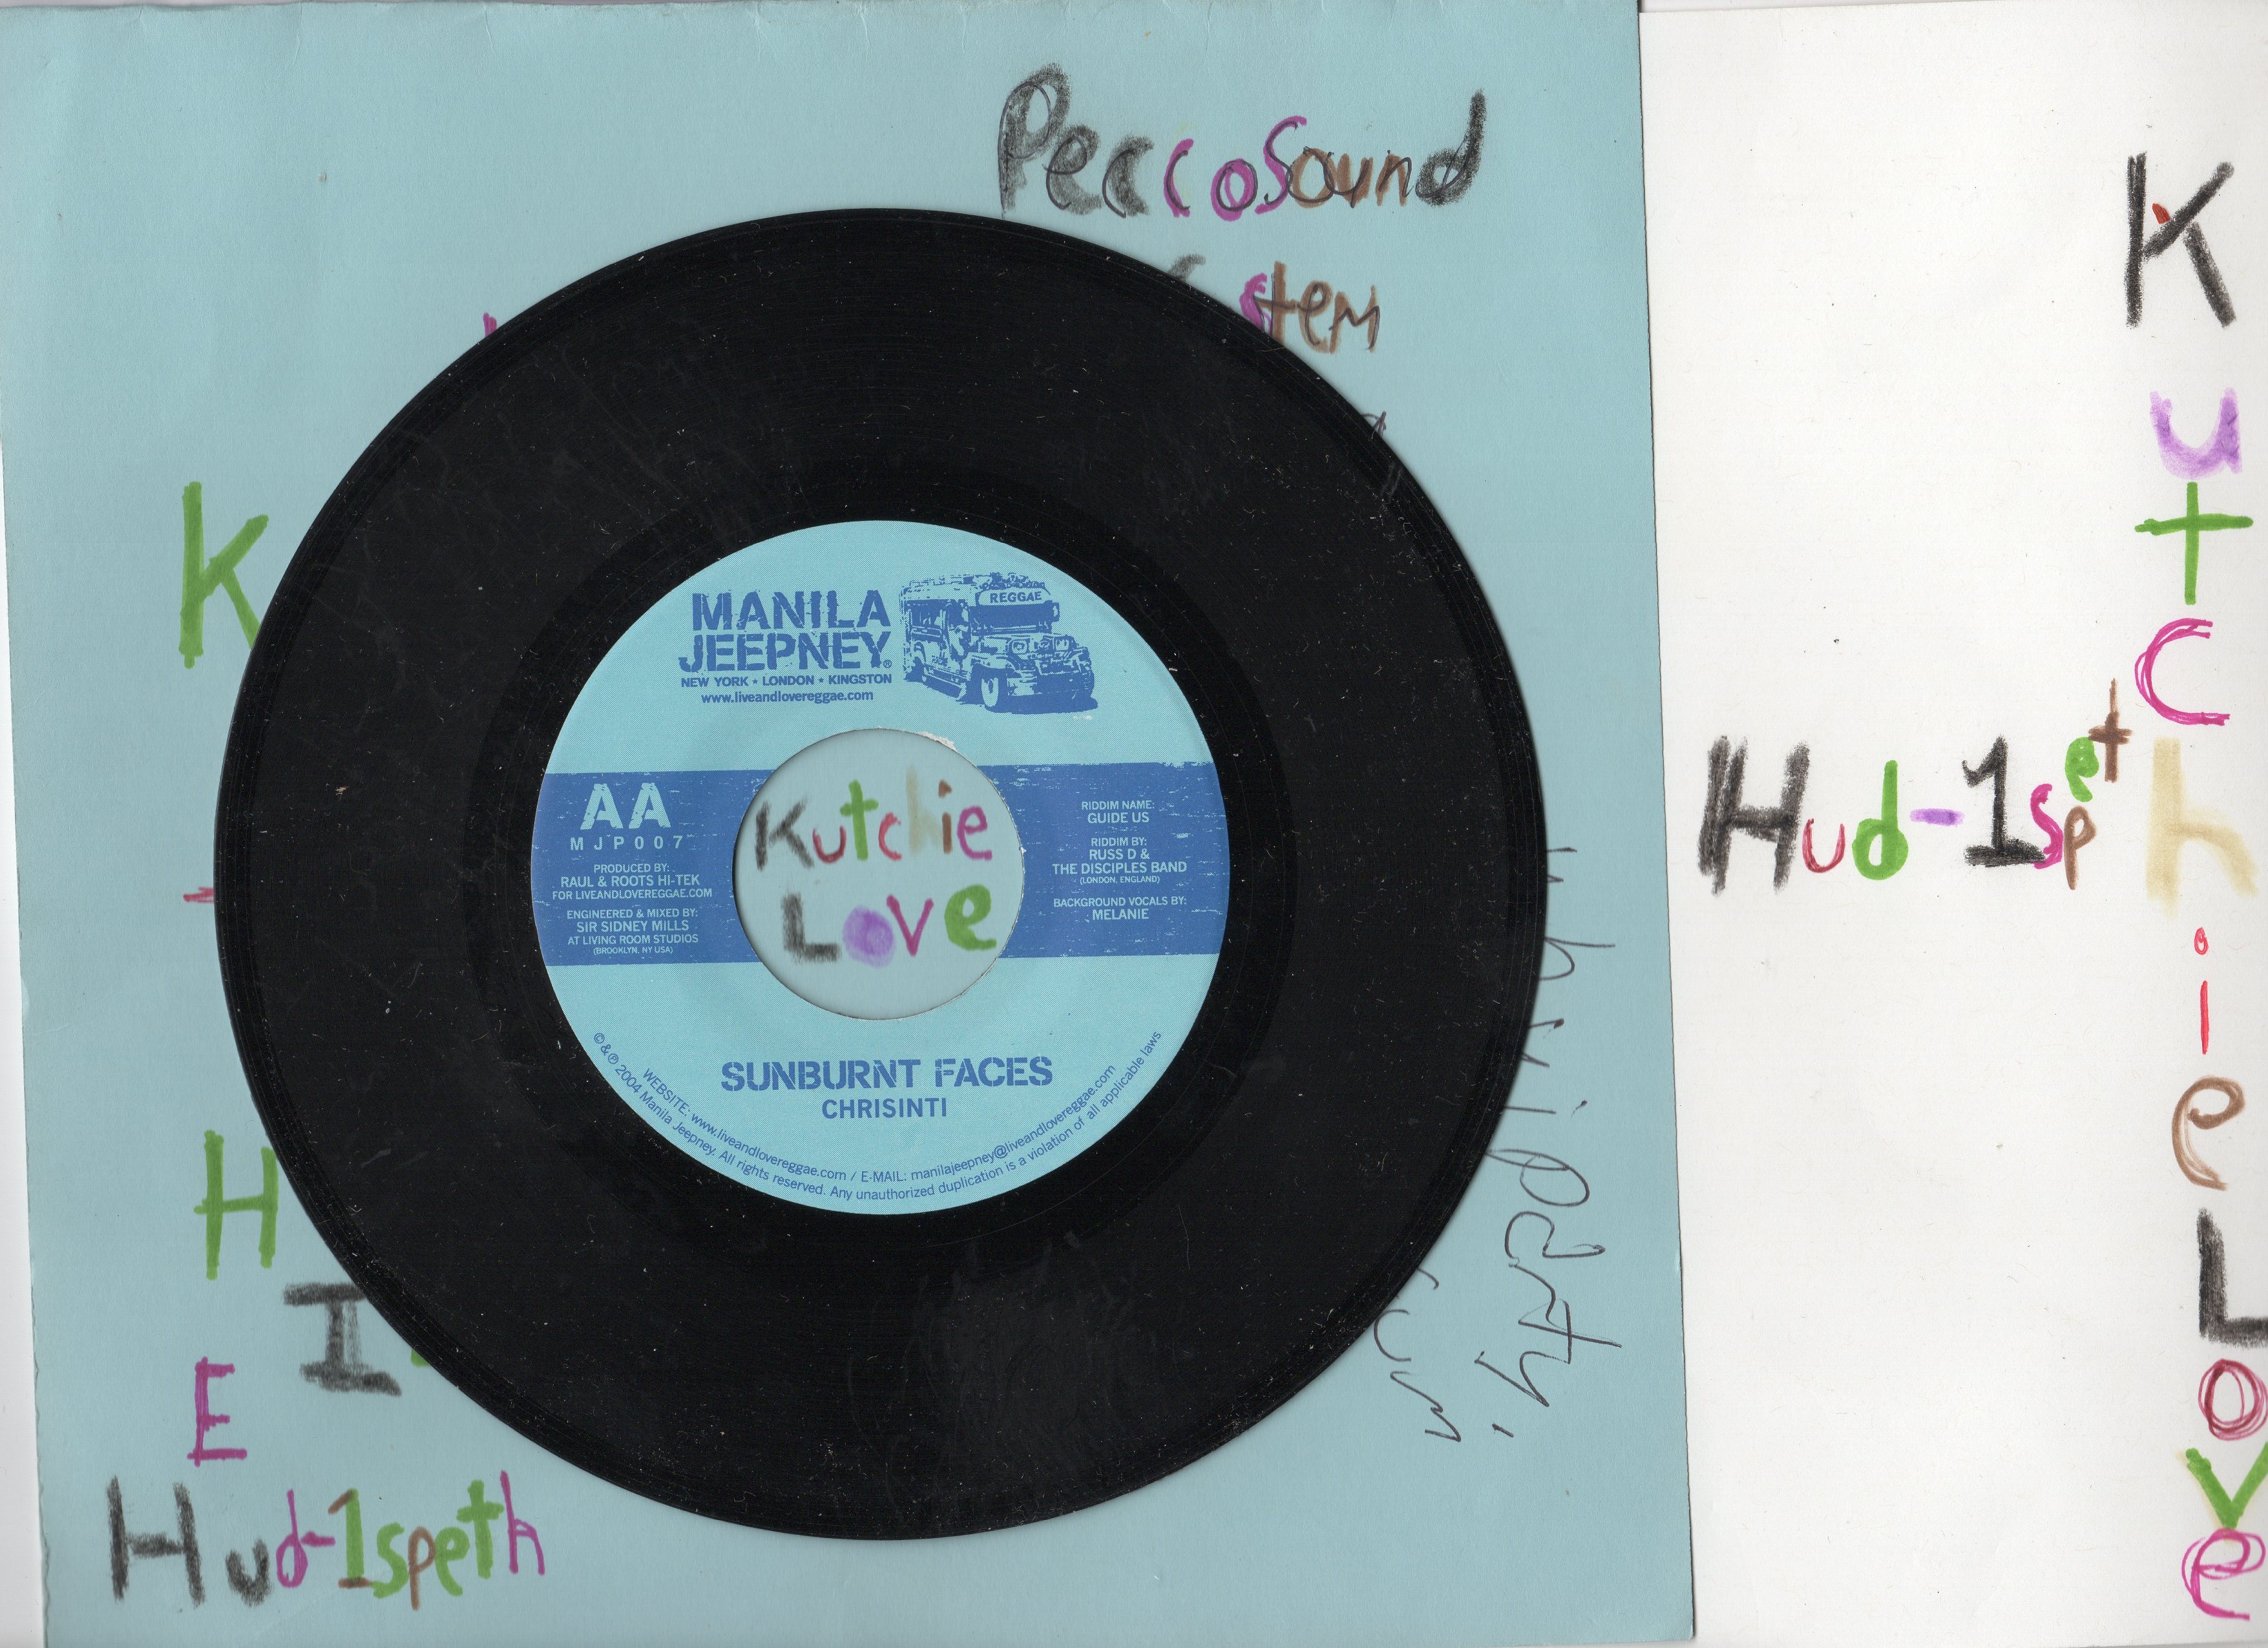 PeccoSound
stem
K
H
I
E
Hud-1speth
MANILA
JEEPNEY®
NEW YORK ★ LONDON ★ KINGSTON
www.liveandlovereggae.com
REGGAE
AA
MJP007
PRODUCED BY:
RAUL & ROOTS HI-TEK
FOR LIVEANDLOVEREGGAE.COM
ENGINEERED & MIXED BY:
SIR SIDNEY MILLS
AT LIVING ROOM STUDIOS
(BROOKLYN, NY USA)
Kutchie
Love
RIDDIM NAME:
GUIDE US
RIDDIM BY:
RUSS D &
THE DISCIPLES BAND
(LONDON, ENGLAND)
BACKGROUND VOCALS BY:
MELANIE
SUNBURNT FACES
CHRISINTI
WEBSITE: www.liveandlovereggae.com / E-MAIL: manilajeepney@liveandlovereggae.com
© & ℗ 2004 Manila Jeepney. All rights reserved. Any unauthorized duplication is a violation of all applicable laws
Hud-1spet
KutchieLove